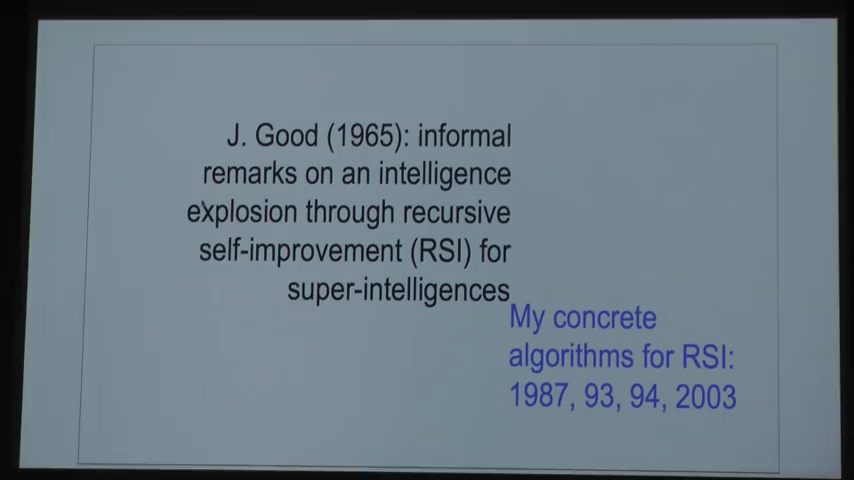 J. Good (1965): informal
remarks on an intelligence
explosion through recursive
self-improvement (RSI) for
super-intelligences
My concrete
algorithms for RSI:
1987, 93, 94, 2003